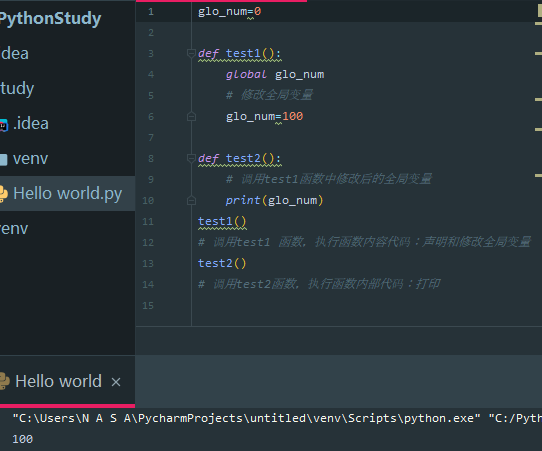 PythonStudy
idea
tudy
.idea
venv
Hello world.py
venv
1 glo_num=0
2
3 def test1():
4 global glo_num
5 # 修改全局变量
6 glo_num=100
7
8 def test2():
9 # 调用test1函数中修改后的全局变量
10 print(glo_num)
11 test1()
12 # 调用test1 函数，执行函数内容代码：声明和修改全局变量
13 test2()
14 # 调用test2函数，执行函数内部代码：打印
15
Hello world ×
"C:\Users\N A S A\PycharmProjects\untitled\venv\Scripts\python.exe" "C:/Pyth
100